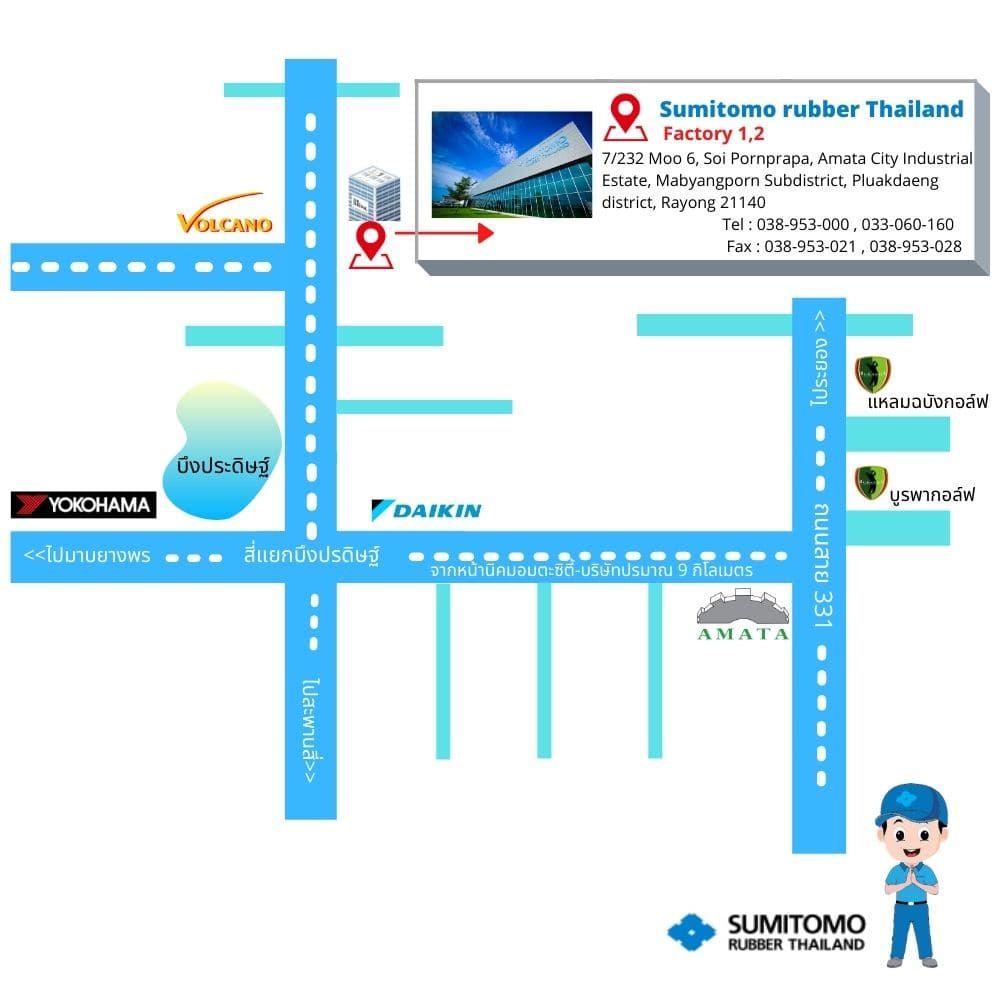 Sumitomo rubber Thailand
Factory 1,2
7/232 Moo 6, Soi Pornprapa, Amata City Industrial
Estate, Mabyangporn Subdistrict, Pluakdaeng
district, Rayong 21140
Tel : 038-953-000 , 033-060-160
Fax : 038-953-021 , 038-953-028
VOLCANO
ไประยอง >>
แหลมฉบังกอล์ฟ
บึงประดิษฐ์
บูรพากอล์ฟ
YOKOHAMA
DAIKIN
<<ไปมาบยางพร
สี่แยกบึงปรดิษฐ์
จากหน้านิคมอมตะซิตี้-บริษัทปรมาณ 9 กิโลเมตร
ถนนสาย 331
AMATA
ไปสะพานสี่>>
SUMITOMO
RUBBER THAILAND